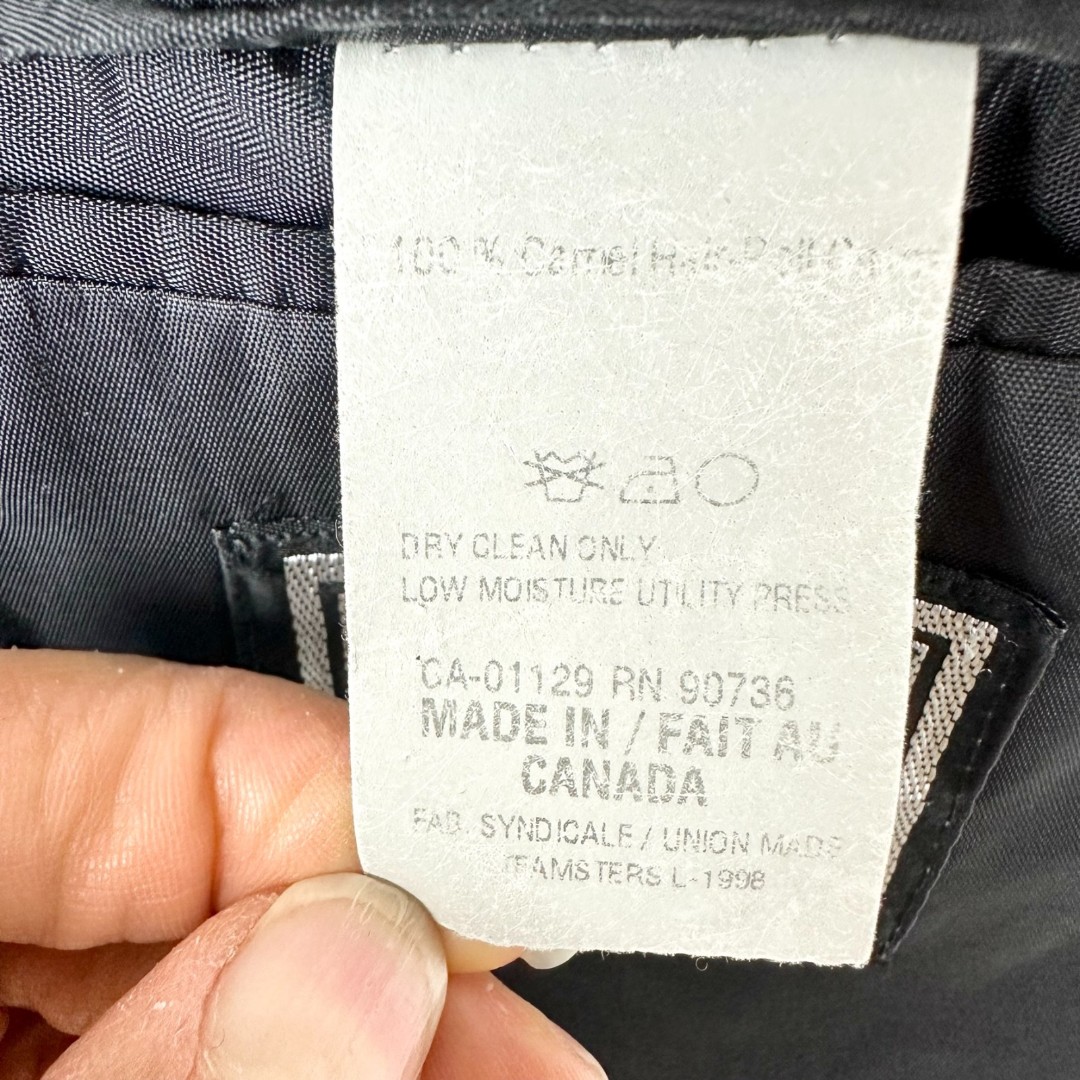 100 % Camel Hair
DRY CLEAN ONLY
LOW MOISTURE UTILITY PRESS
CA-01129 RN 90736
MADE IN / FAIT AU
CANADA
FAB. SYNDICALE / UNION MADE
TEAMSTERS L-1998